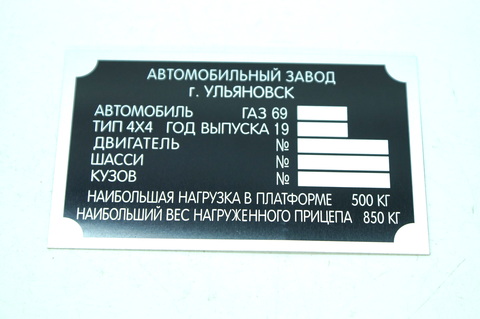 АВТОМОБИЛЬНЫЙ ЗАВОД
г. УЛЬЯНОВСК
АВТОМОБИЛЬ ГАЗ 69
ТИП 4Х4 ГОД ВЫПУСКА 19
ДВИГАТЕЛЬ №
ШАССИ №
КУЗОВ №
НАИБОЛЬШАЯ НАГРУЗКА В ПЛАТФОРМЕ 500 КГ
НАИБОЛЬШИЙ ВЕС НАГРУЖЕННОГО ПРИЦЕПА 850 КГ